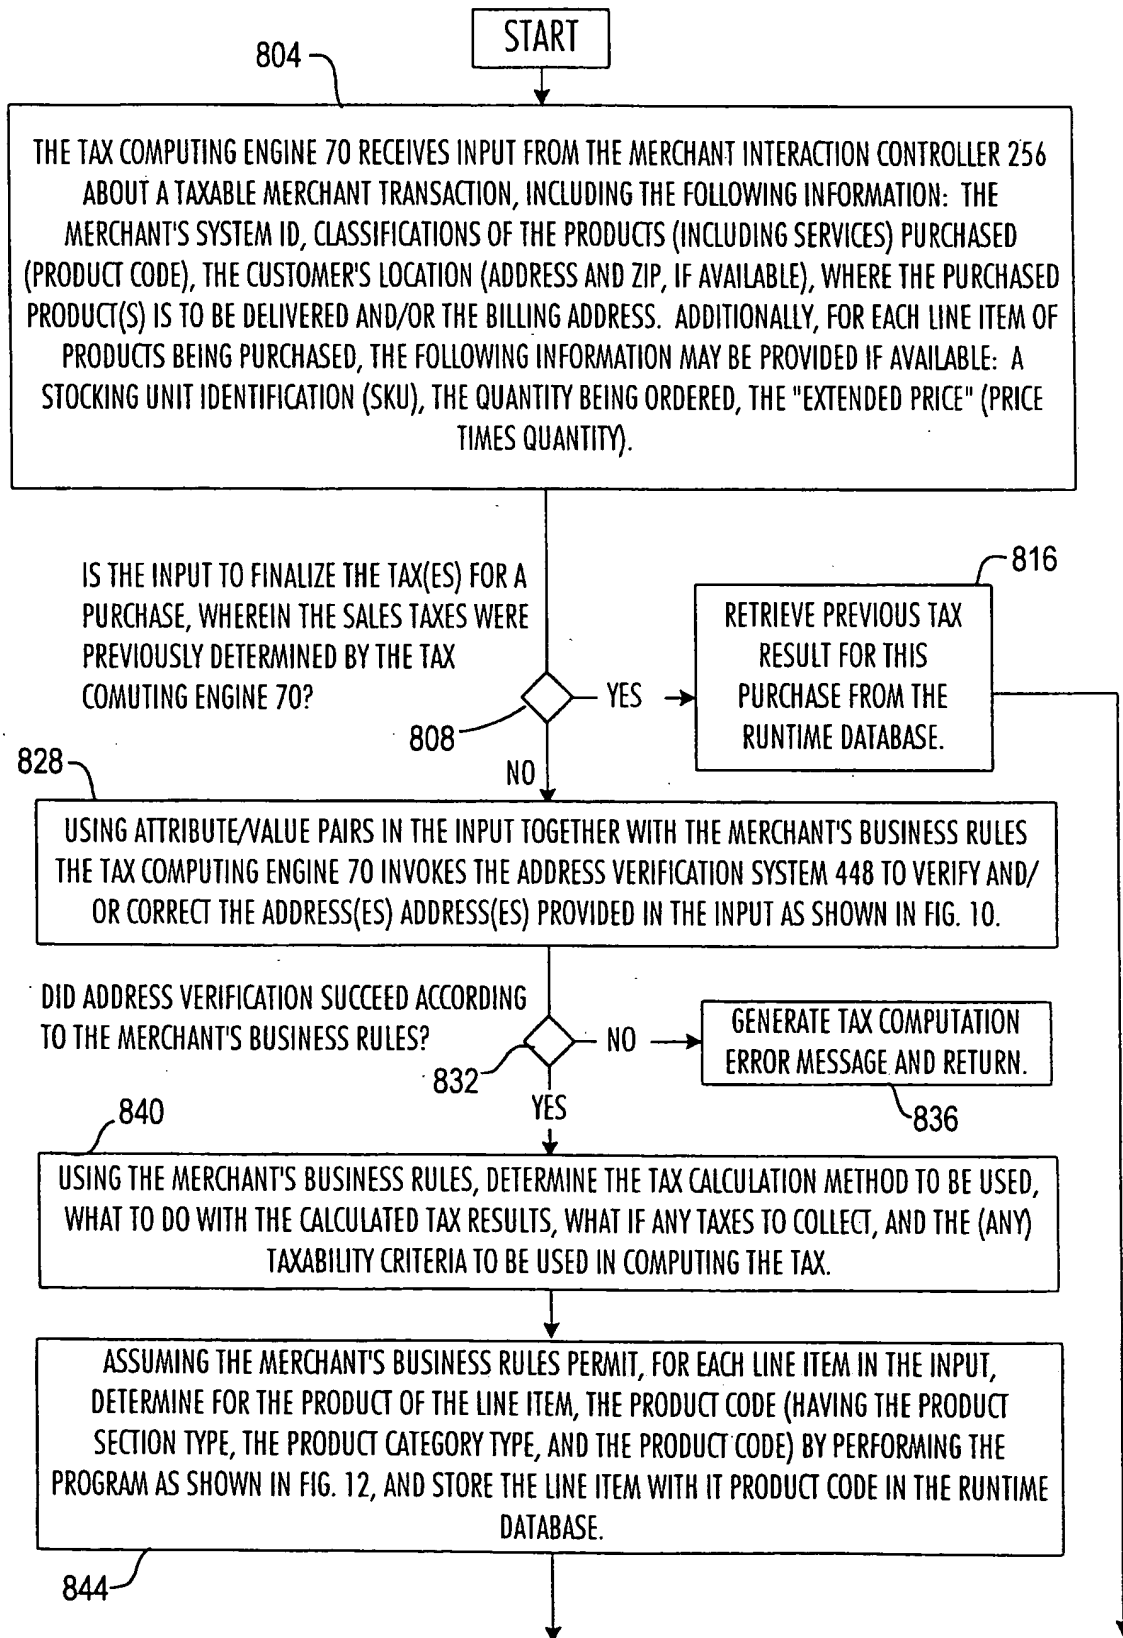 START
804
THE TAX COMPUTING ENGINE 70 RECEIVES INPUT FROM THE MERCHANT INTERACTION CONTROLLER 256
ABOUT A TAXABLE MERCHANT TRANSACTION, INCLUDING THE FOLLOWING INFORMATION: THE
MERCHANT'S SYSTEM ID, CLASSIFICATIONS OF THE PRODUCTS (INCLUDING SERVICES) PURCHASED
(PRODUCT CODE), THE CUSTOMER'S LOCATION (ADDRESS AND ZIP, IF AVAILABLE), WHERE THE PURCHASED
PRODUCT(S) IS TO BE DELIVERED AND/OR THE BILLING ADDRESS. ADDITIONALLY, FOR EACH LINE ITEM OF
PRODUCTS BEING PURCHASED, THE FOLLOWING INFORMATION MAY BE PROVIDED IF AVAILABLE: A
STOCKING UNIT IDENTIFICATION (SKU), THE QUANTITY BEING ORDERED, THE "EXTENDED PRICE" (PRICE
TIMES QUANTITY).
IS THE INPUT TO FINALIZE THE TAX(ES) FOR A
PURCHASE, WHEREIN THE SALES TAXES WERE
PREVIOUSLY DETERMINED BY THE TAX
COMUTING ENGINE 70?
808
YES
816
RETRIEVE PREVIOUS TAX
RESULT FOR THIS
PURCHASE FROM THE
RUNTIME DATABASE.
NO
828
USING ATTRIBUTE/VALUE PAIRS IN THE INPUT TOGETHER WITH THE MERCHANT'S BUSINESS RULES
THE TAX COMPUTING ENGINE 70 INVOKES THE ADDRESS VERIFICATION SYSTEM 448 TO VERIFY AND/
OR CORRECT THE ADDRESS(ES) ADDRESS(ES) PROVIDED IN THE INPUT AS SHOWN IN FIG. 10.
DID ADDRESS VERIFICATION SUCCEED ACCORDING
TO THE MERCHANT'S BUSINESS RULES?
832
NO
GENERATE TAX COMPUTATION
ERROR MESSAGE AND RETURN.
836
YES
840
USING THE MERCHANT'S BUSINESS RULES, DETERMINE THE TAX CALCULATION METHOD TO BE USED,
WHAT TO DO WITH THE CALCULATED TAX RESULTS, WHAT IF ANY TAXES TO COLLECT, AND THE (ANY)
TAXABILITY CRITERIA TO BE USED IN COMPUTING THE TAX.
ASSUMING THE MERCHANT'S BUSINESS RULES PERMIT, FOR EACH LINE ITEM IN THE INPUT,
DETERMINE FOR THE PRODUCT OF THE LINE ITEM, THE PRODUCT CODE (HAVING THE PRODUCT
SECTION TYPE, THE PRODUCT CATEGORY TYPE, AND THE PRODUCT CODE) BY PERFORMING THE
PROGRAM AS SHOWN IN FIG. 12, AND STORE THE LINE ITEM WITH IT PRODUCT CODE IN THE RUNTIME
DATABASE.
844